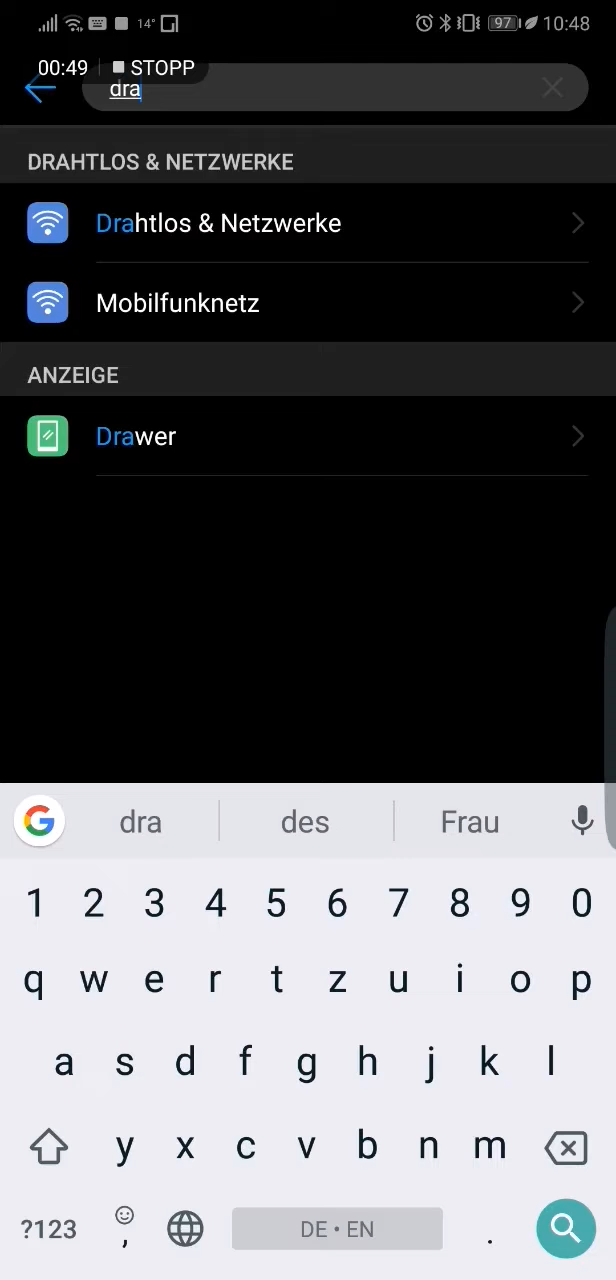 14° 97 10:48
00:49 STOPP
dra
DRAHTLOS & NETZWERKE
Drahtlos & Netzwerke
Mobilfunknetz
ANZEIGE
Drawer
dra des Frau
1 2 3 4 5 6 7 8 9 0
q w e r t z u i o p
a s d f g h j k l
y x c v b n m
?123 , DE • EN .